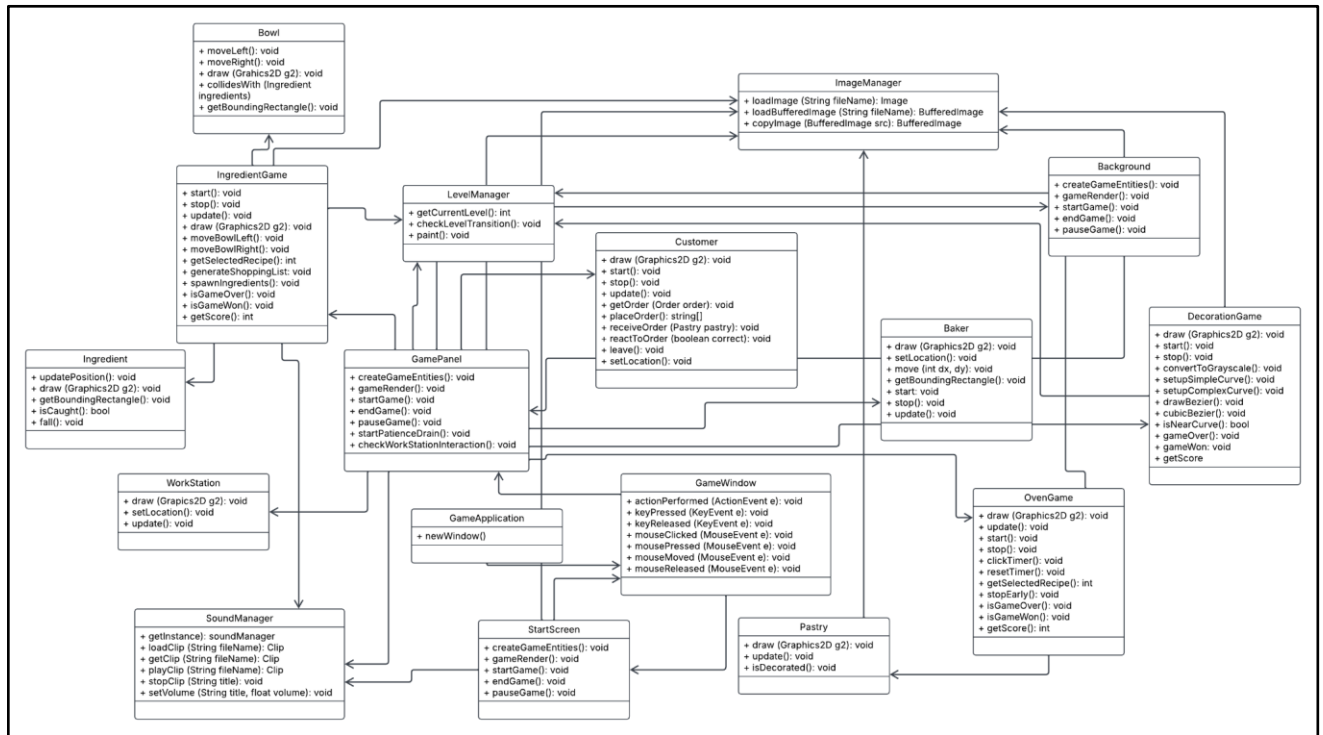 Bowl
+ moveLeft(): void
+ moveRight(): void
+ draw (Grahics2D g2): void
+ collidesWith (Ingredient
ingredients)
+ getBoundingRectangle(): void
ImageManager
+ loadImage (String fileName): Image
+ loadBufferedImage (String fileName): BufferedImage
+ copyImage (BufferedImage src): BufferedImage
IngredientGame
+ start(): void
+ stop(): void
+ update(): void
+ draw (Graphics2D g2): void
+ moveBowlLeft(): void
+ moveBowlRight(): void
+ getSelectedRecipe(): int
+ generateShoppingList(): void
+ spawnIngredients(): void
+ isGameOver(): void
+ isGameWon(): void
+ getScore(): int
LevelManager
+ getCurrentLevel(): int
+ checkLevelTransition(): void
+ paint(): void
Background
+ createGameEntities(): void
+ gameRender(): void
+ startGame(): void
+ endGame(): void
+ pauseGame(): void
Customer
+ draw (Graphics2D g2): void
+ start(): void
+ stop(): void
+ update(): void
+ getOrder (Order order): void
+ placeOrder(): string[]
+ receiveOrder (Pastry pastry): void
+ reactToOrder (boolean correct): void
+ leave(): void
+ setLocation(): void
DecorationGame
+ draw (Graphics2D g2): void
+ start(): void
+ stop(): void
+ convertToGrayscale(): void
+ setupSimpleCurve(): void
+ setupComplexCurve(): void
+ drawBezier(): void
+ cubicBezier(): void
+ isNearCurve(): bool
+ gameOver(): void
+ gameWon: void
+ getScore
Ingredient
+ updatePosition(): void
+ draw (Graphics2D g2): void
+ getBoundingRectangle(): void
+ isCaught(): bool
+ fall(): void
GamePanel
+ createGameEntities(): void
+ gameRender(): void
+ startGame(): void
+ endGame(): void
+ pauseGame(): void
+ startPatienceDrain(): void
+ checkWorkStationInteraction(): void
Baker
+ draw (Graphics2D g2): void
+ setLocation(): void
+ move (int dx, dy): void
+ getBoundingRectangle(): void
+ start: void
+ stop(): void
+ update(): void
WorkStation
+ draw (Grapics2D g2): void
+ setLocation(): void
+ update(): void
GameApplication
+ newWindow()
GameWindow
+ actionPerformed (ActionEvent e): void
+ keyPressed (KeyEvent e): void
+ keyReleased (KeyEvent e): void
+ mouseClicked (MouseEvent e): void
+ mousePressed (MouseEvent e): void
+ mouseMoved (MouseEvent e): void
+ mouseReleased (MouseEvent e): void
OvenGame
+ draw (Graphics2D g2): void
+ update(): void
+ start(): void
+ stop(): void
+ clickTimer(): void
+ resetTimer(): void
+ getSelectedRecipe(): int
+ stopEarly(): void
+ isGameOver(): void
+ isGameWon(): void
+ getScore(): int
SoundManager
+ getInstance): soundManager
+ loadClip (String fileName): Clip
+ getClip (String fileName): Clip
+ playClip (String fileName): Clip
+ stopClip (String title): void
+ setVolume (String title, float volume): void
StartScreen
+ createGameEntities(): void
+ gameRender(): void
+ startGame(): void
+ endGame(): void
+ pauseGame(): void
Pastry
+ draw (Graphics2D g2): void
+ update(): void
+ isDecorated(): void